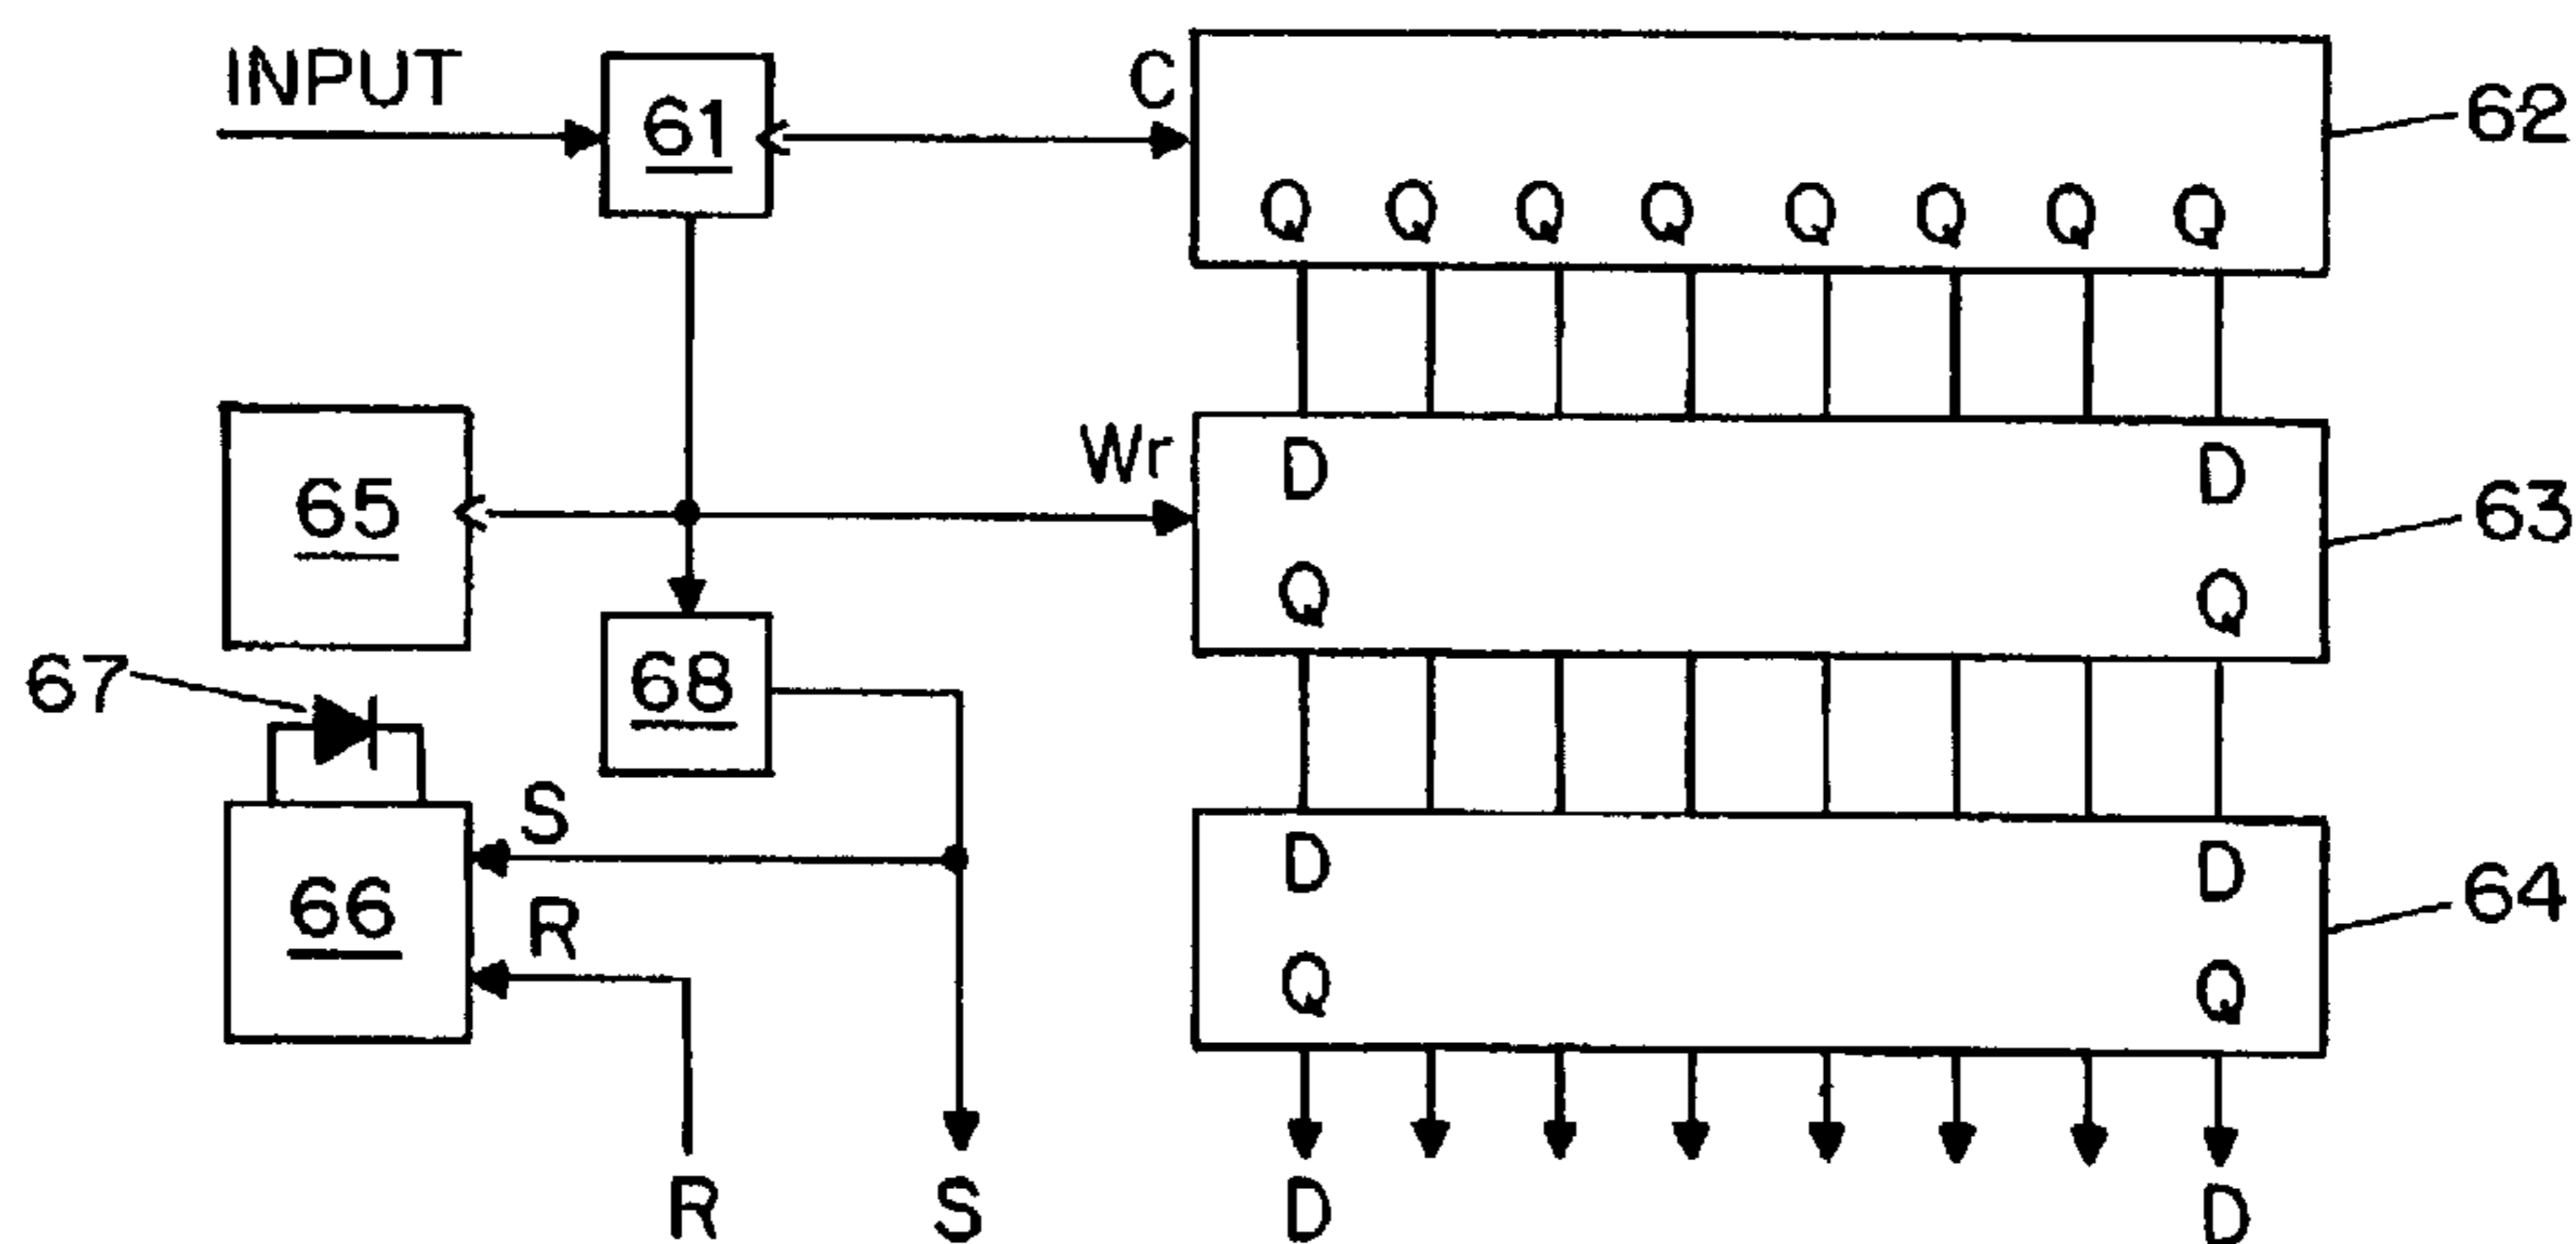 INPUT 61 C 62
Q Q Q Q Q Q Q Q
65 Wr D D 63
Q Q
67 68
S D D 64
66 R
Q Q
R S D D